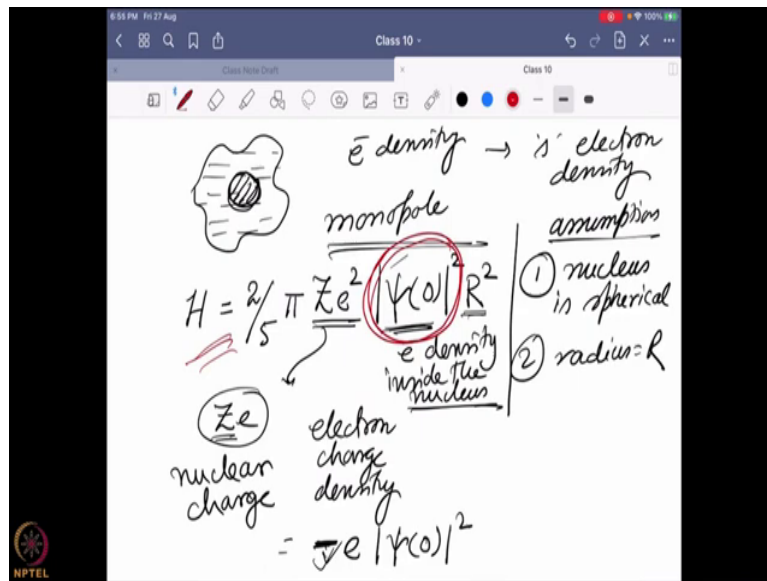 6:55 PM Fri 27 Aug
100%
Class 10
Class Note Draft
Class 10
ē density → 's' electron density
monopole
assumptions
① nucleus is spherical
② radius = R
H = 2/5 π Ze² |ψ(0)|² R²
e density inside the nucleus
Ze
nuclear charge
electron charge density
= -e |ψ(0)|²
NPTEL